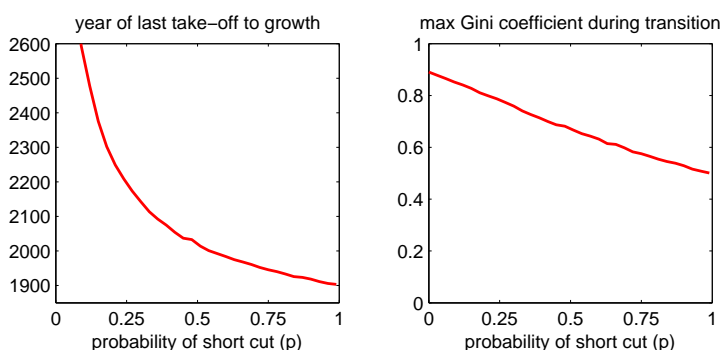 year of last take−off to growth
2600
2500
2400
2300
2200
2100
2000
1900
0 0.25 0.5 0.75 1
probability of short cut (p)
max Gini coefficient during transition
1
0.8
0.6
0.4
0.2
0
0 0.25 0.5 0.75 1
probability of short cut (p)